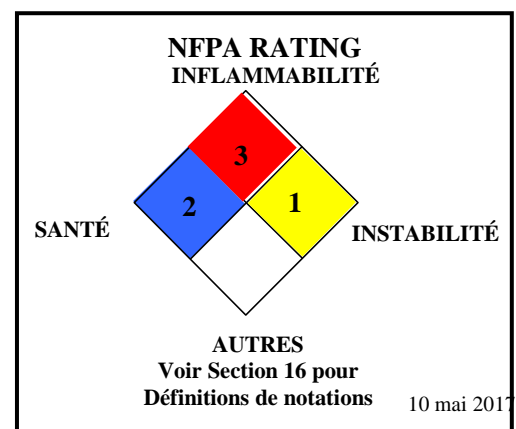 NFPA RATING
INFLAMMABILITÉ
3
2
1
SANTÉ
INSTABILITÉ
AUTRES
Voir Section 16 pour
Définitions de notations
10 mai 2017